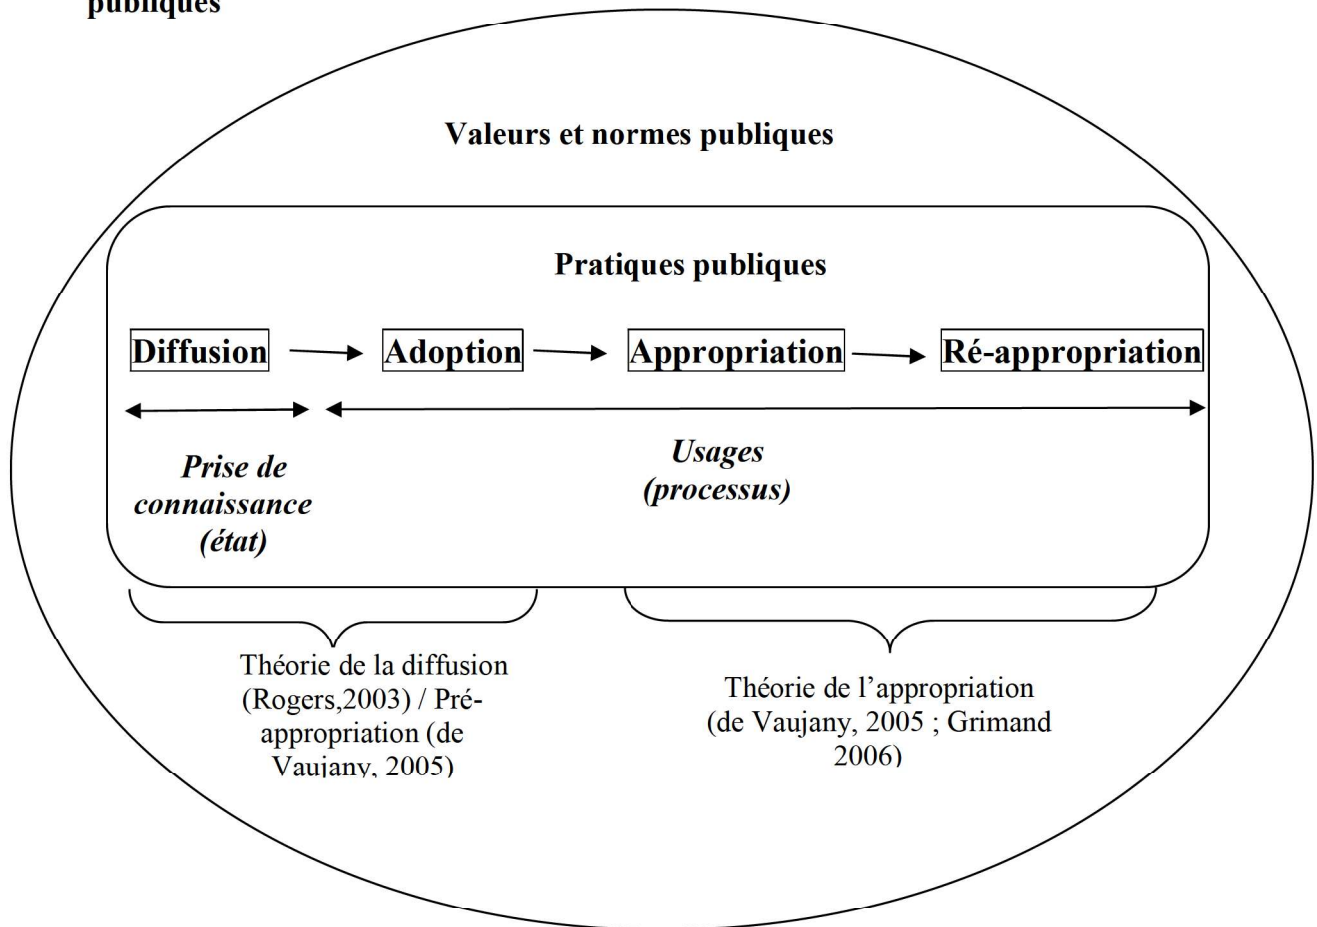 publiques
Valeurs et normes publiques
Pratiques publiques
Diffusion Adoption Appropriation Ré-appropriation
Prise de
connaissance
(état)
Usages
(processus)
Théorie de la diffusion
(Rogers,2003) / Pré-
appropriation (de
Vaujany, 2005)
Théorie de l’appropriation
(de Vaujany, 2005 ; Grimand
2006)